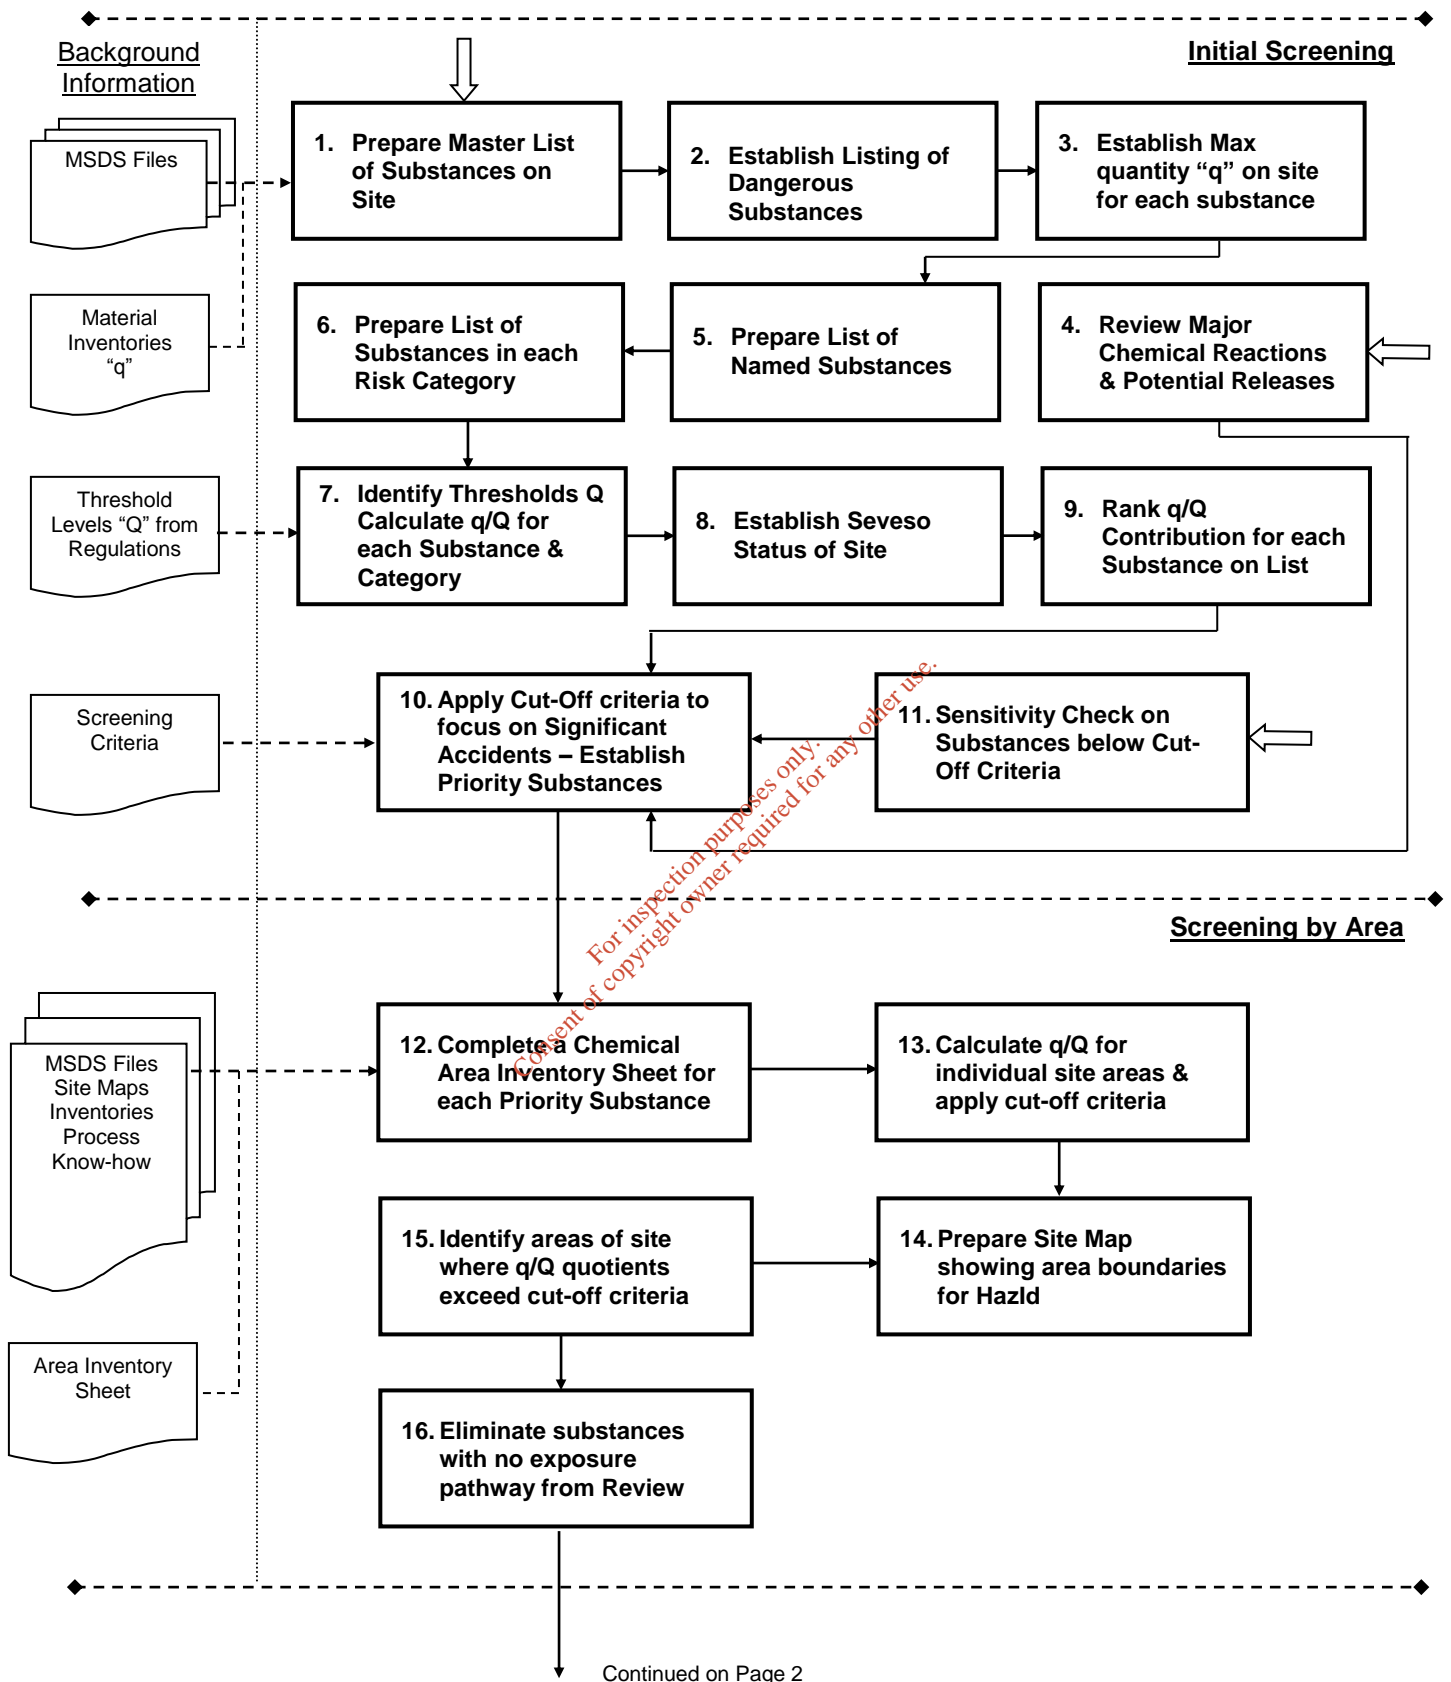 Background
Information
Initial Screening
MSDS Files
1. Prepare Master List
of Substances on
Site
2. Establish Listing of
Dangerous
Substances
3. Establish Max
quantity “q” on site
for each substance
Material
Inventories
“q”
6. Prepare List of
Substances in each
Risk Category
5. Prepare List of
Named Substances
4. Review Major
Chemical Reactions
& Potential Releases
Threshold
Levels “Q” from
Regulations
7. Identify Thresholds Q
Calculate q/Q for
each Substance &
Category
8. Establish Seveso
Status of Site
9. Rank q/Q
Contribution for each
Substance on List
Screening
Criteria
10. Apply Cut-Off criteria to
focus on Significant
Accidents – Establish
Priority Substances
11. Sensitivity Check on
Substances below Cut-
Off Criteria
For inspection purposes only.
Consent of copyright owner required for any other use.
Screening by Area
MSDS Files
Site Maps
Inventories
Process
Know-how
12. Complete a Chemical
Area Inventory Sheet for
each Priority Substance
13. Calculate q/Q for
individual site areas &
apply cut-off criteria
15. Identify areas of site
where q/Q quotients
exceed cut-off criteria
14. Prepare Site Map
showing area boundaries
for HazId
Area Inventory
Sheet
16. Eliminate substances
with no exposure
pathway from Review
Continued on Page 2